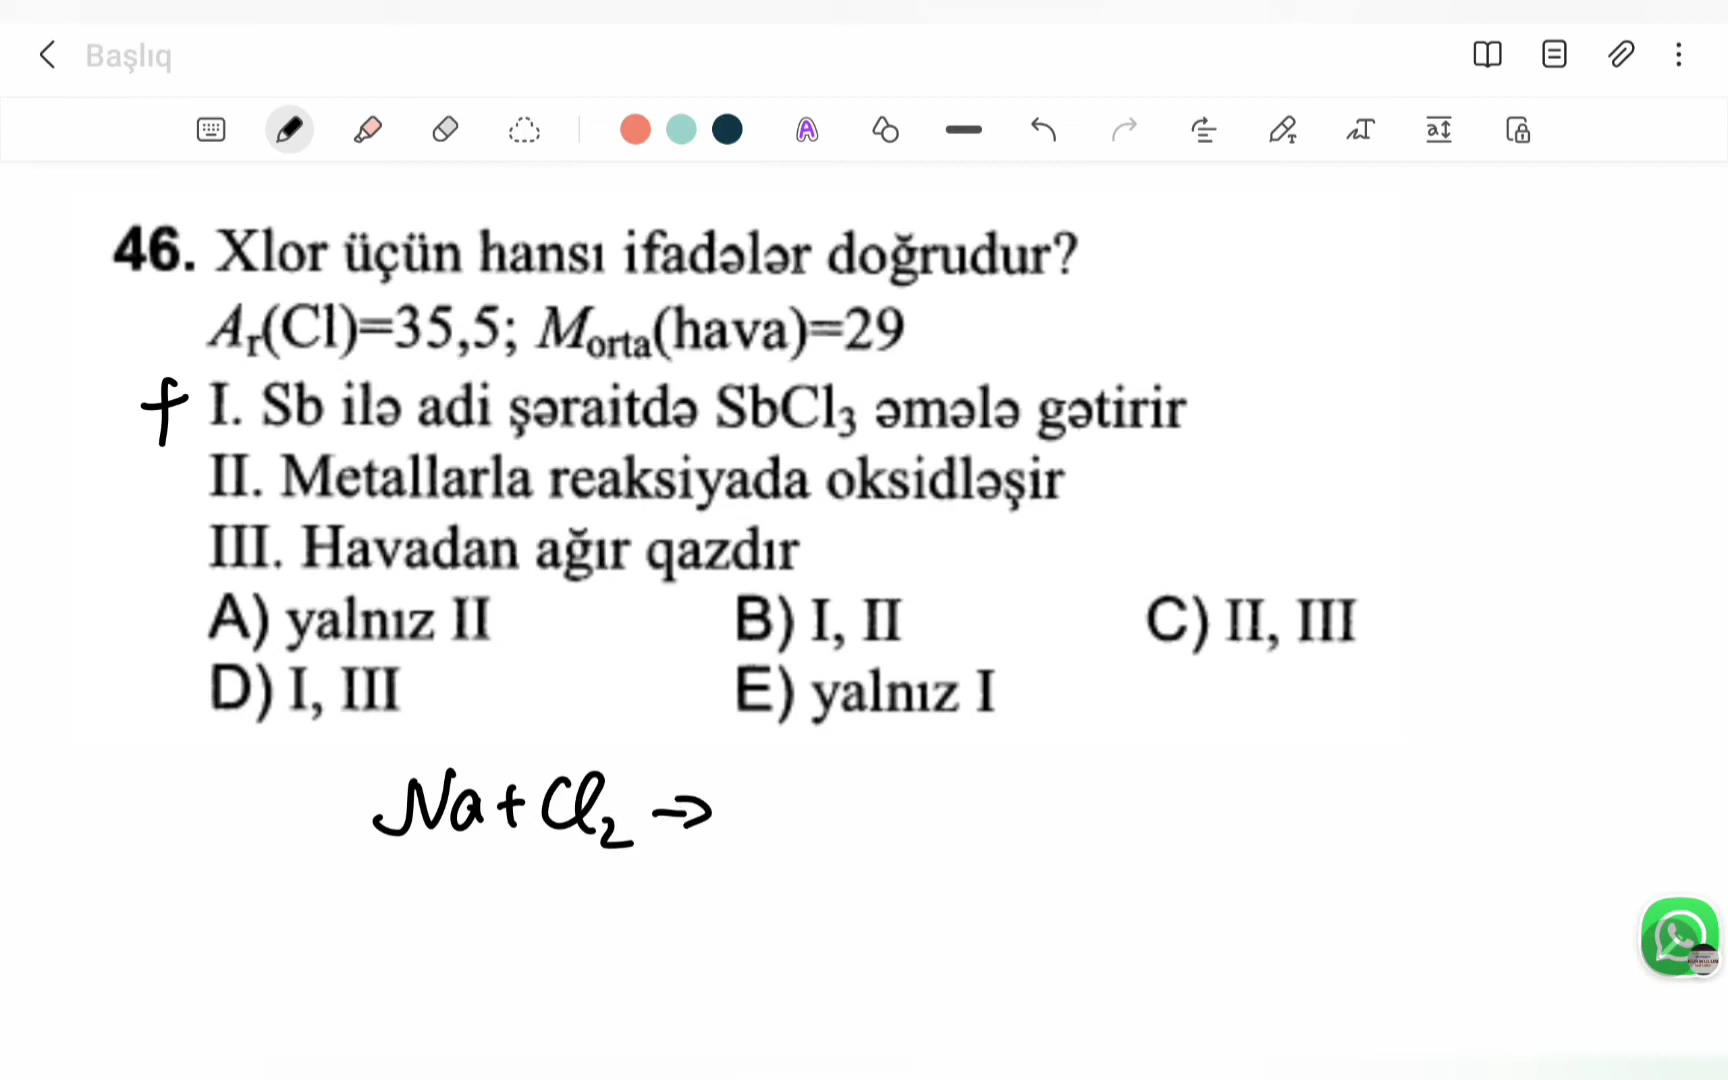 Başlıq
46. Xlor üçün hansı ifadələr doğrudur?
Aᵣ(Cl)=35,5; Morta(hava)=29
+ I. Sb ilə adi şəraitdə SbCl₃ əmələ gətirir
II. Metallarla reaksiyada oksidləşir
III. Havadan ağır qazdır
A) yalnız II B) I, II C) II, III
D) I, III E) yalnız I
Na+Cl₂ →